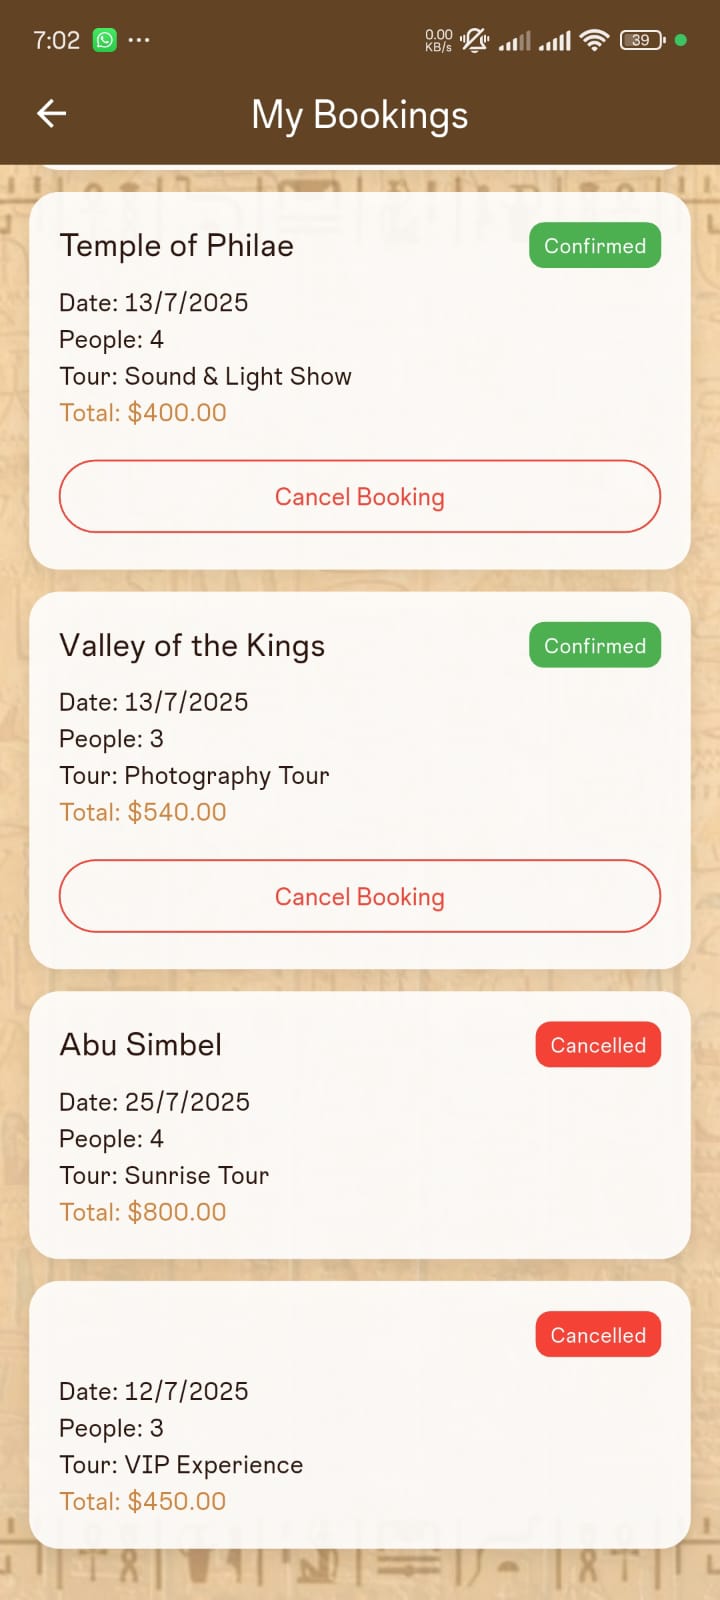 7:02
0.00
KB/s
39
My Bookings
Temple of Philae
Confirmed
Date: 13/7/2025
People: 4
Tour: Sound & Light Show
Total: $400.00
Cancel Booking
Valley of the Kings
Confirmed
Date: 13/7/2025
People: 3
Tour: Photography Tour
Total: $540.00
Cancel Booking
Abu Simbel
Cancelled
Date: 25/7/2025
People: 4
Tour: Sunrise Tour
Total: $800.00
Cancelled
Date: 12/7/2025
People: 3
Tour: VIP Experience
Total: $450.00